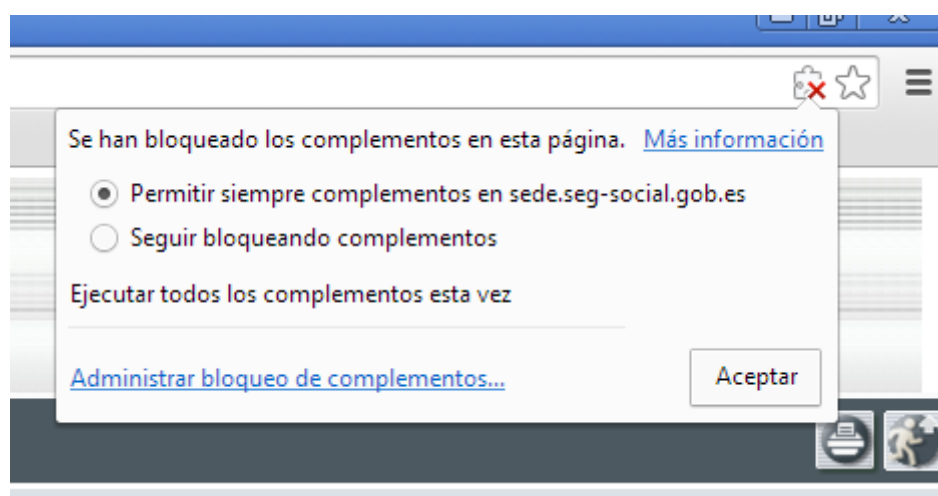 Se han bloqueado los complementos en esta página. Más información
Permitir siempre complementos en sede.seg-social.gob.es
Seguir bloqueando complementos
Ejecutar todos los complementos esta vez
Administrar bloqueo de complementos...
Aceptar